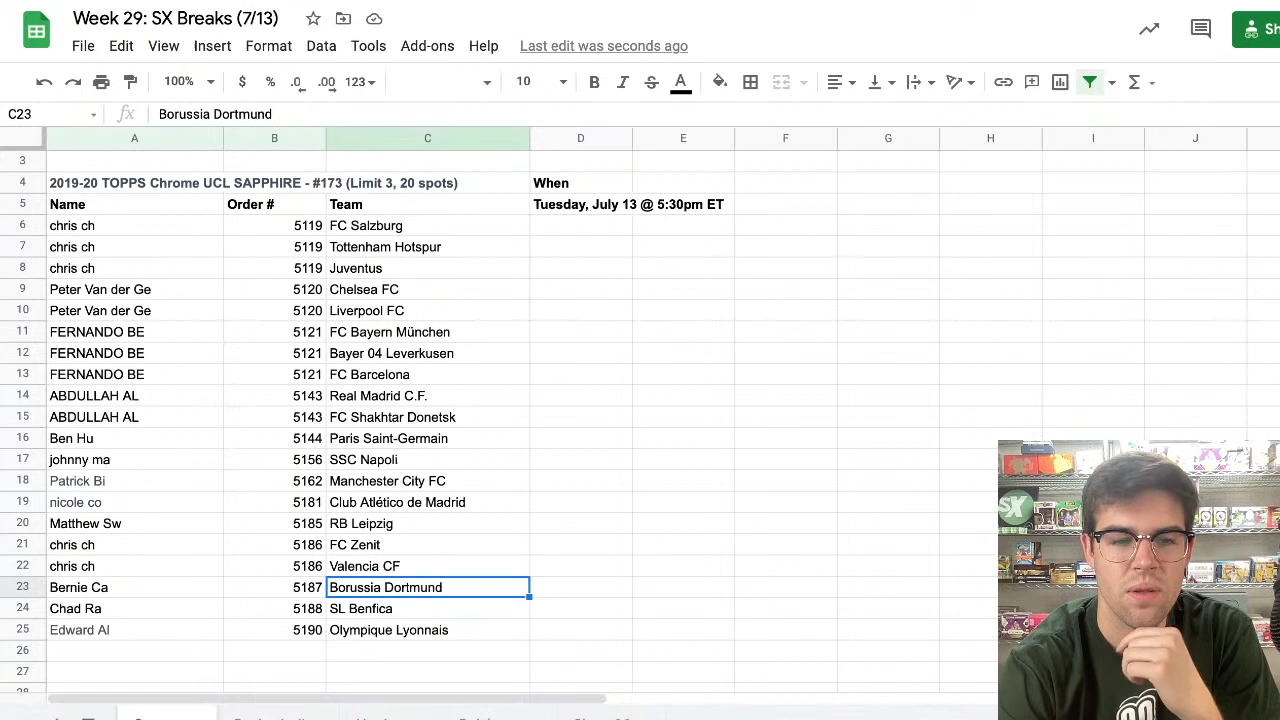 Week 29: SX Breaks (7/13)
File Edit View Insert Format Data Tools Add-ons Help Last edit was seconds ago
100% $ % .0 .00 123 10 B I S A Σ
C23 fx Borussia Dortmund
A B C D E F G H I J
3
4 2019-20 TOPPS Chrome UCL SAPPHIRE - #173 (Limit 3, 20 spots) When
5 Name Order # Team Tuesday, July 13 @ 5:30pm ET
6 chris ch 5119 FC Salzburg
7 chris ch 5119 Tottenham Hotspur
8 chris ch 5119 Juventus
9 Peter Van der Ge 5120 Chelsea FC
10 Peter Van der Ge 5120 Liverpool FC
11 FERNANDO BE 5121 FC Bayern München
12 FERNANDO BE 5121 Bayer 04 Leverkusen
13 FERNANDO BE 5121 FC Barcelona
14 ABDULLAH AL 5143 Real Madrid C.F.
15 ABDULLAH AL 5143 FC Shakhtar Donetsk
16 Ben Hu 5144 Paris Saint-Germain
17 johnny ma 5156 SSC Napoli
18 Patrick Bi 5162 Manchester City FC
19 nicole co 5181 Club Atlético de Madrid
20 Matthew Sw 5185 RB Leipzig
21 chris ch 5186 FC Zenit
22 chris ch 5186 Valencia CF
23 Bernie Ca 5187 Borussia Dortmund
24 Chad Ra 5188 SL Benfica
25 Edward Al 5190 Olympique Lyonnais
26
27
SX